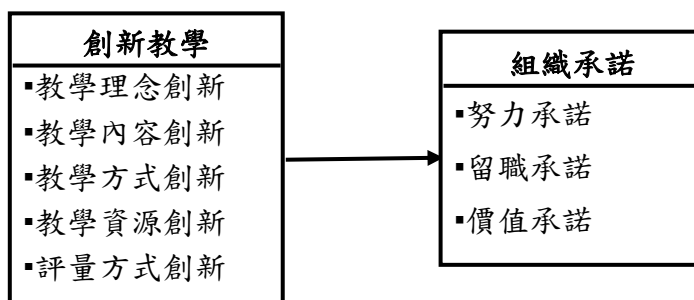 創新教學
▪教學理念創新
▪教學內容創新
▪教學方式創新
▪教學資源創新
▪評量方式創新
組織承諾
▪努力承諾
▪留職承諾
▪價值承諾